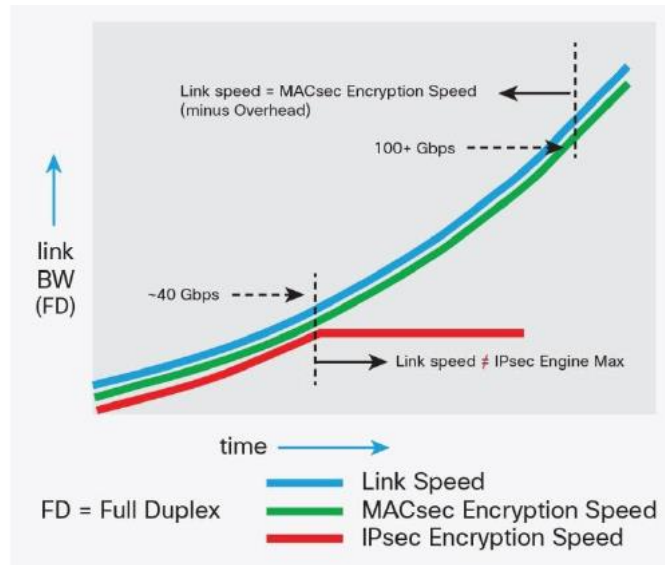 Link speed = MACsec Encryption Speed
(minus Overhead)
100+ Gbps
link
BW
(FD)
~40 Gbps
Link speed ≠ IPsec Engine Max
time
FD = Full Duplex
Link Speed
MACsec Encryption Speed
IPsec Encryption Speed